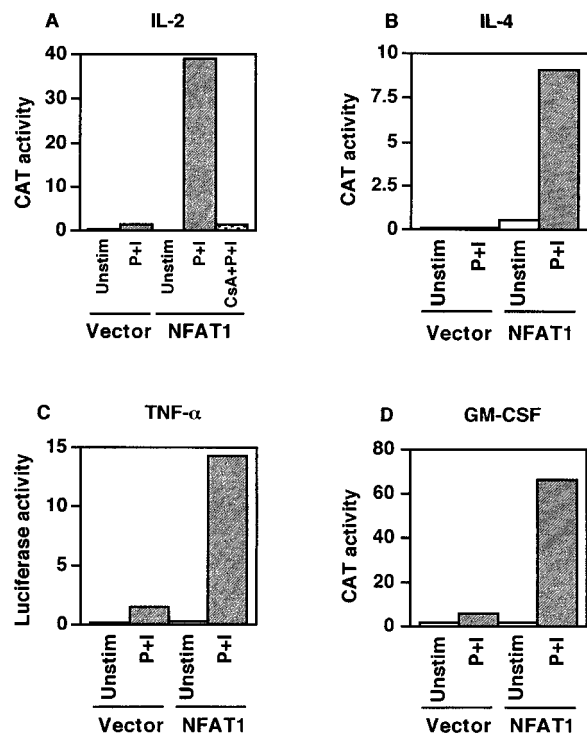 A IL-2
CAT activity
40
30
20
10
0
Unstim
P+I
Unstim
P+I
CsA+P+I
Vector NFAT1
B IL-4
CAT activity
10
7.5
5
2.5
0
Unstim
P+I
Unstim
P+I
Vector NFAT1
C TNF-α
Luciferase activity
15
10
5
0
Unstim
P+I
Unstim
P+I
Vector NFAT1
D GM-CSF
CAT activity
80
60
40
20
0
Unstim
P+I
Unstim
P+I
Vector NFAT1